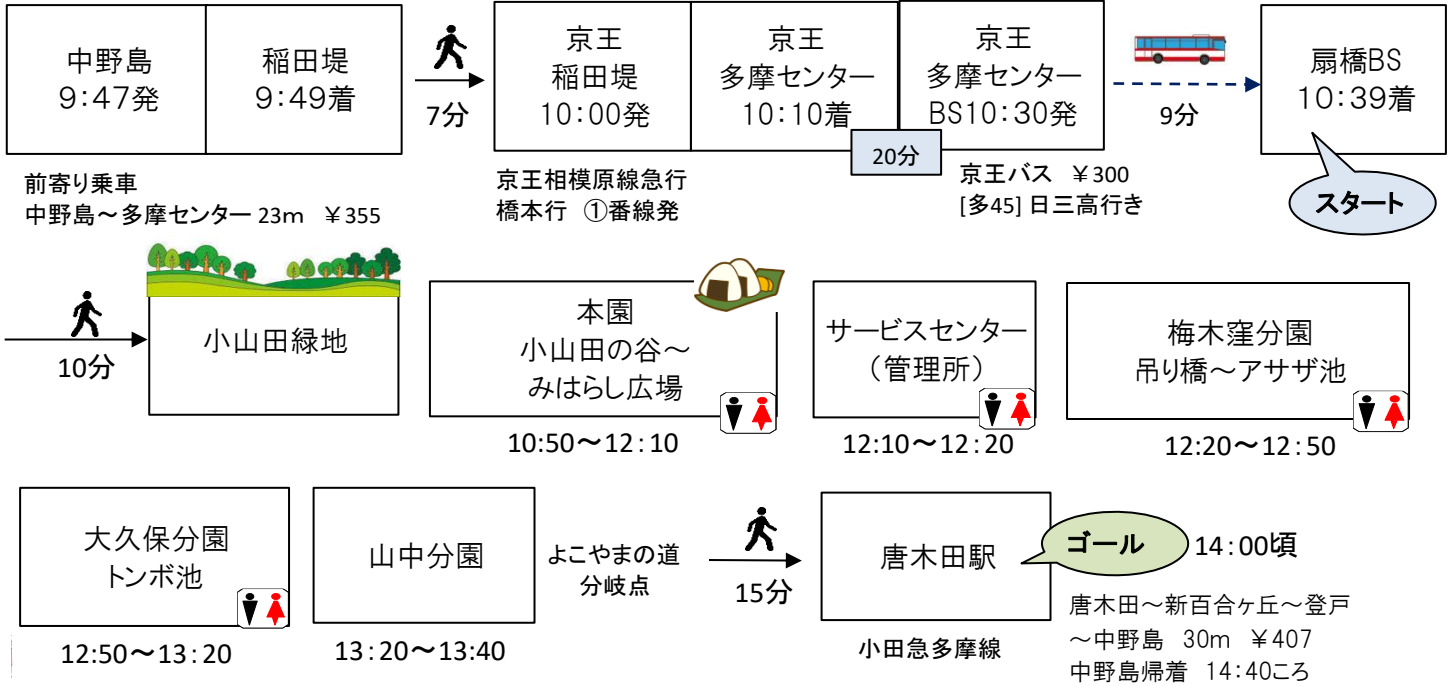 中野島
9:47発
稲田堤
9:49着
7分
京王
稲田堤
10:00発
京王
多摩センター
10:10着
京王
多摩センター
BS10:30発
20分
9分
扇橋BS
10:39着
スタート
前寄り乗車
中野島～多摩センター 23m ￥355
京王相模原線急行
橋本行 ①番線発
京王バス ￥300
[多45] 日三高行き
10分
小山田緑地
本園
小山田の谷～
みはらし広場
10:50～12:10
サービスセンター
（管理所）
12:10～12:20
梅木窪分園
吊り橋～アサザ池
12:20～12:50
大久保分園
トンボ池
12:50～13:20
山中分園
13:20～13:40
よこやまの道
分岐点
15分
唐木田駅
小田急多摩線
ゴール
14:00頃
唐木田～新百合ヶ丘～登戸
～中野島 30m ￥407
中野島帰着 14:40ころ